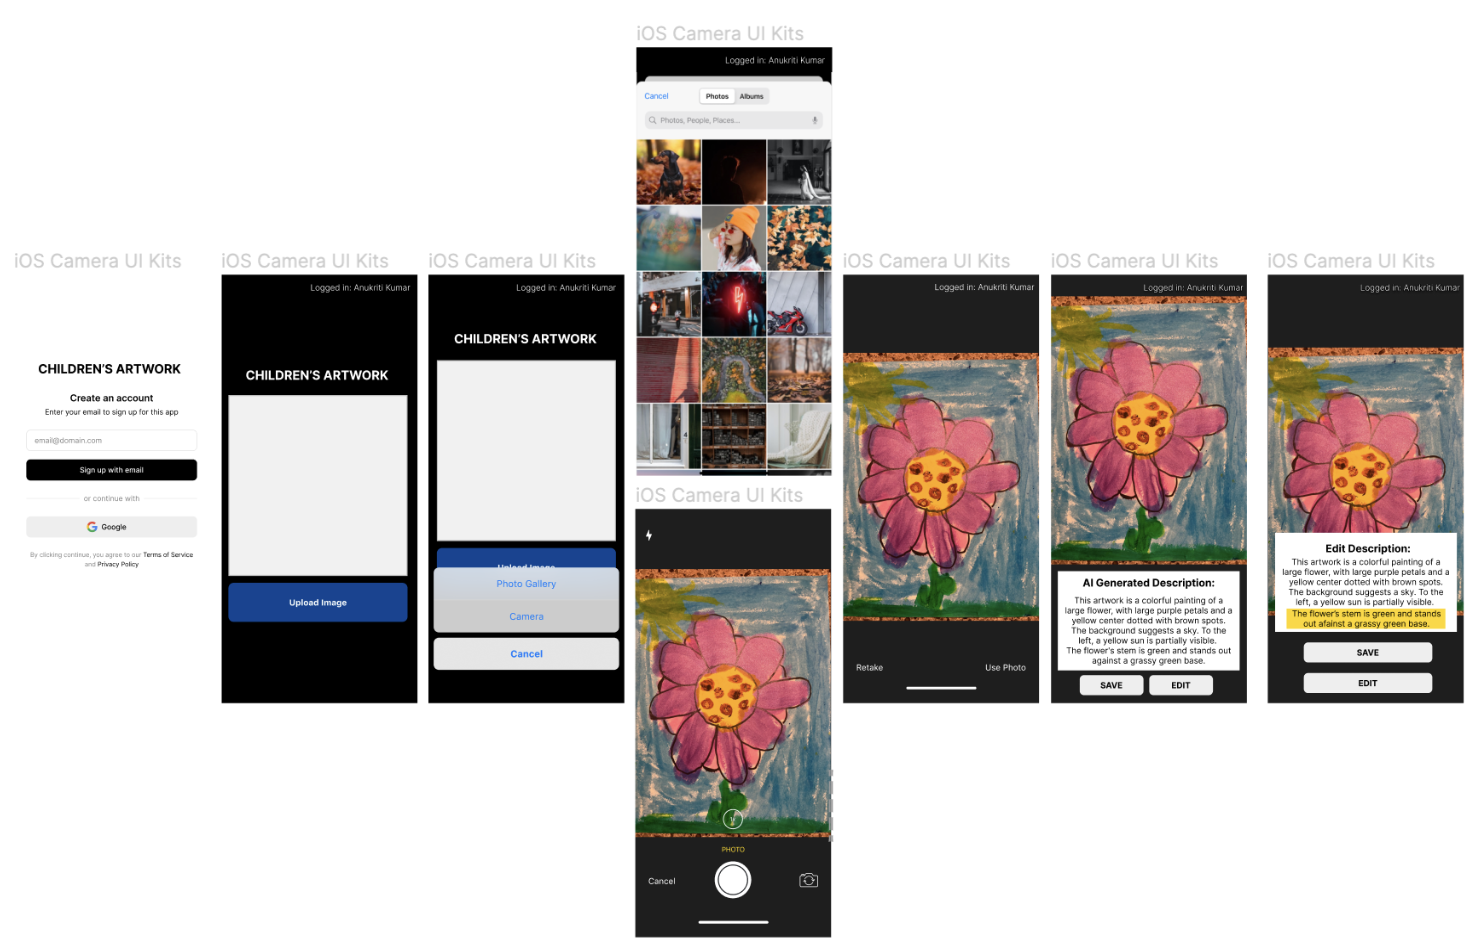 iOS Camera UI Kits
CHILDREN'S ARTWORK
Create an account
Enter your email to sign up for this app
email@domain.com
Sign up with email
or continue with
Google
By clicking continue, you agree to our Terms of Service
and Privacy Policy
iOS Camera UI Kits
Logged in: Anukriti Kumar
CHILDREN'S ARTWORK
Upload Image
iOS Camera UI Kits
Logged in: Anukriti Kumar
CHILDREN'S ARTWORK
Upload Image
Photo Gallery
Camera
Cancel
iOS Camera UI Kits
Logged in: Anukriti Kumar
Cancel
Photos
Albums
Photos, People, Places...
iOS Camera UI Kits
PHOTO
Cancel
iOS Camera UI Kits
Logged in: Anukriti Kumar
Retake
Use Photo
iOS Camera UI Kits
Logged in: Anukriti Kumar
AI Generated Description:
This artwork is a colorful painting of a
large flower, with large purple petals and a
yellow center dotted with brown spots.
The background suggests a sky. To the
left, a yellow sun is partially visible.
The flower's stem is green and stands out
against a grassy green base.
SAVE
EDIT
iOS Camera UI Kits
Logged in: Anukriti Kumar
Edit Description:
This artwork is a colorful painting of a
large flower, with large purple petals and a
yellow center dotted with brown spots.
The background suggests a sky. To the
left, a yellow sun is partially visible.
The flower's stem is green and stands
out afainst a grassy green base.
SAVE
EDIT